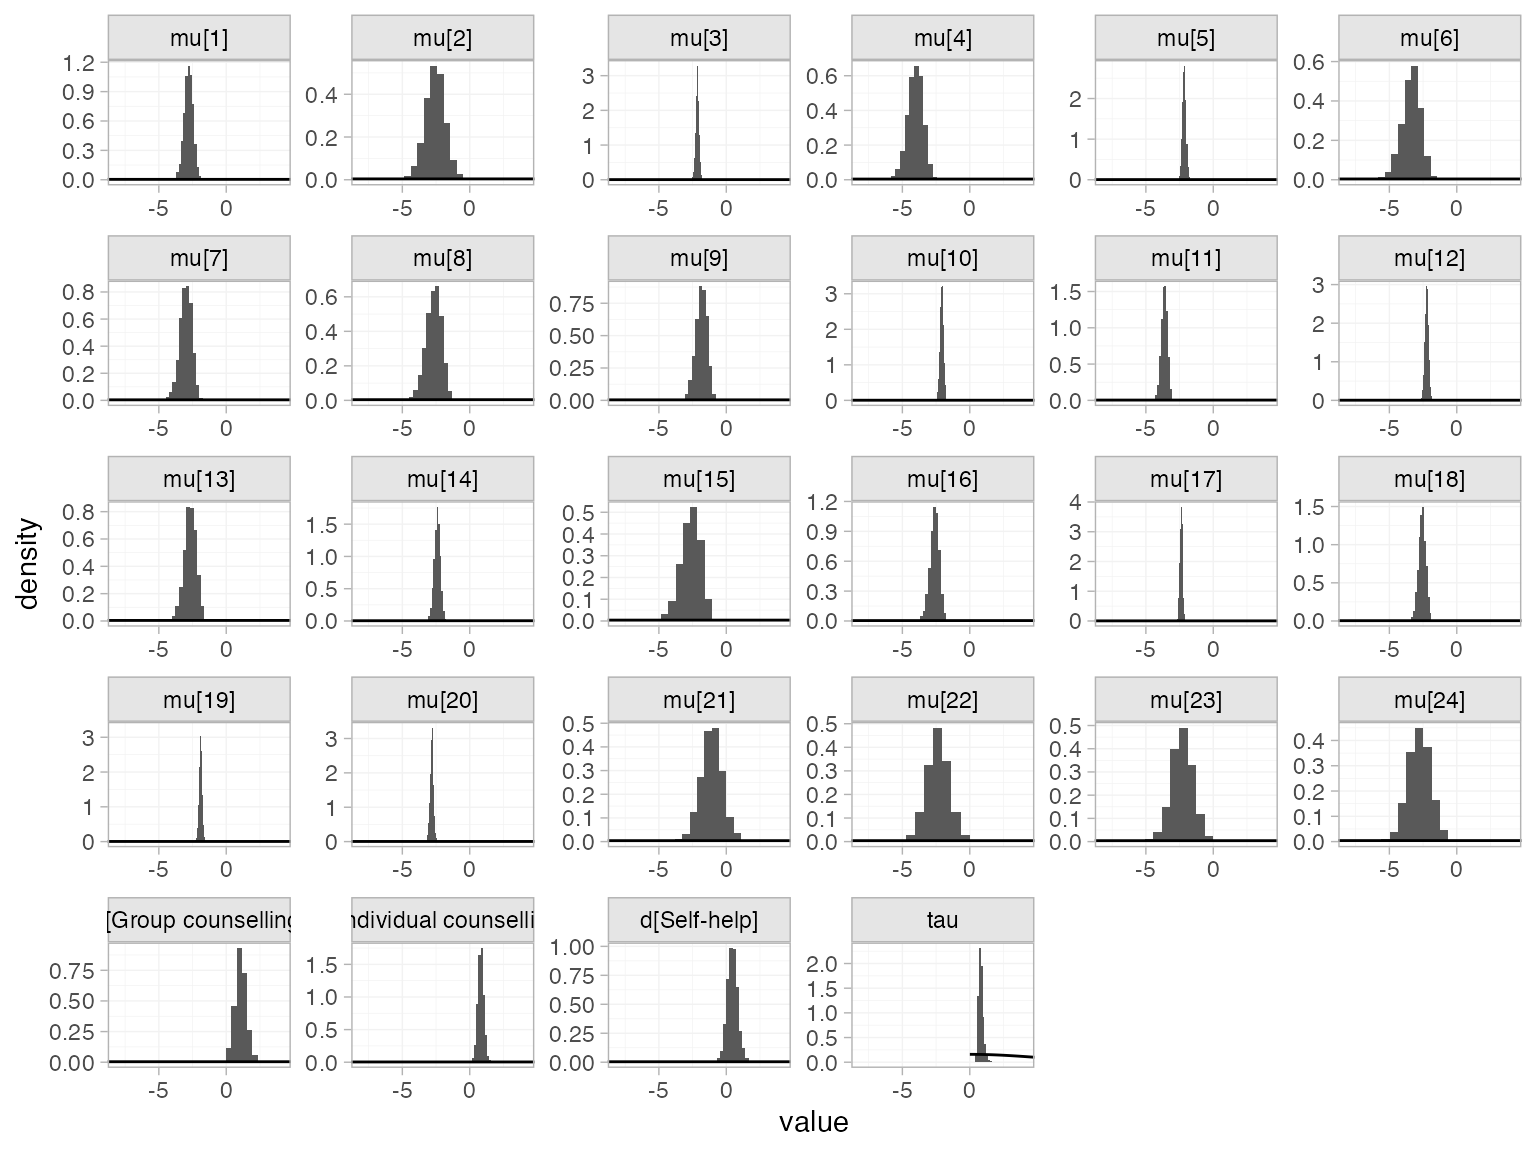 mu[1] mu[2] mu[3] mu[4] mu[5] mu[6]
1.2 0.9 0.6 0.3 0.0 0.4 0.2 0.0 3 2 1 0 0.6 0.4 0.2 0.0 2 1 0 0.6 0.4 0.2 0.0
-5 0 -5 0 -5 0 -5 0 -5 0 -5 0
mu[7] mu[8] mu[9] mu[10] mu[11] mu[12]
0.8 0.6 0.4 0.2 0.0 0.6 0.4 0.2 0.0 0.75 0.50 0.25 0.00 3 2 1 0 1.5 1.0 0.5 0.0 3 2 1 0
-5 0 -5 0 -5 0 -5 0 -5 0 -5 0
mu[13] mu[14] mu[15] mu[16] mu[17] mu[18]
0.8 0.6 0.4 0.2 0.0 1.5 1.0 0.5 0.0 0.5 0.4 0.3 0.2 0.1 0.0 1.2 0.9 0.6 0.3 0.0 4 3 2 1 0 1.5 1.0 0.5 0.0
-5 0 -5 0 -5 0 -5 0 -5 0 -5 0
density
mu[19] mu[20] mu[21] mu[22] mu[23] mu[24]
3 2 1 0 3 2 1 0 0.5 0.4 0.3 0.2 0.1 0.0 0.5 0.4 0.3 0.2 0.1 0.0 0.5 0.4 0.3 0.2 0.1 0.0 0.4 0.3 0.2 0.1 0.0
-5 0 -5 0 -5 0 -5 0 -5 0 -5 0
[Group counselling ndividual counselli d[Self-help] tau
0.75 0.50 0.25 0.00 1.5 1.0 0.5 0.0 1.00 0.75 0.50 0.25 0.00 2.0 1.5 1.0 0.5 0.0
-5 0 -5 0 -5 0 -5 0
value